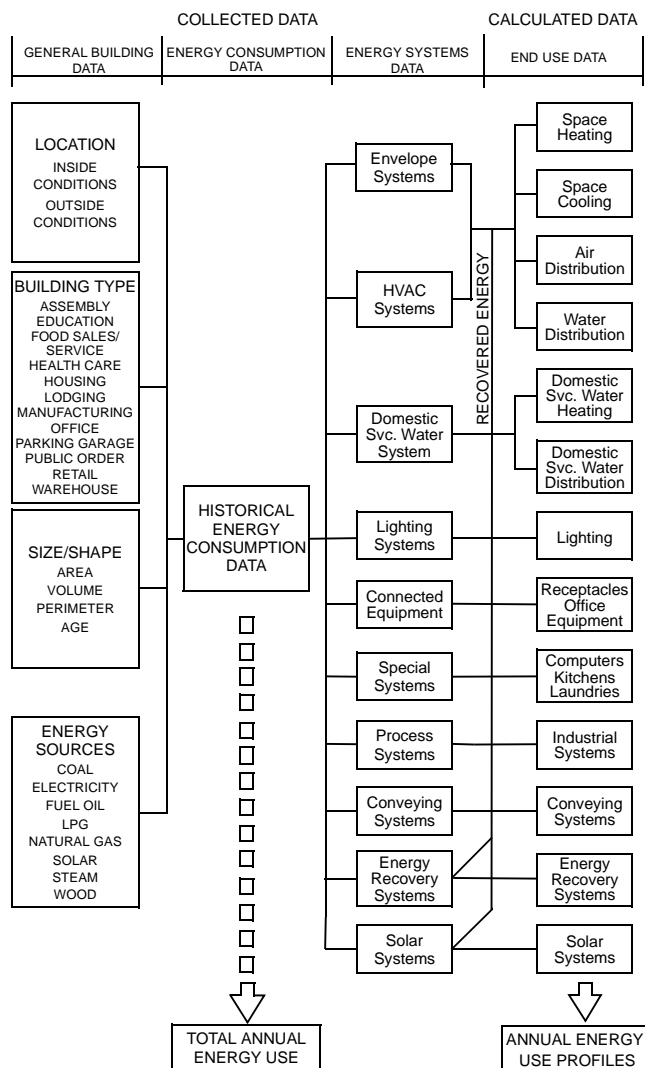 COLLECTED DATA
CALCULATED DATA
GENERAL BUILDING
DATA
ENERGY CONSUMPTION
DATA
ENERGY SYSTEMS
DATA
END USE DATA
LOCATION
INSIDE
CONDITIONS
OUTSIDE
CONDITIONS
BUILDING TYPE
ASSEMBLY
EDUCATION
FOOD SALES/
SERVICE
HEALTH CARE
HOUSING
LODGING
MANUFACTURING
OFFICE
PARKING GARAGE
PUBLIC ORDER
RETAIL
WAREHOUSE
SIZE/SHAPE
AREA
VOLUME
PERIMETER
AGE
ENERGY
SOURCES
COAL
ELECTRICITY
FUEL OIL
LPG
NATURAL GAS
SOLAR
STEAM
WOOD
HISTORICAL
ENERGY
CONSUMPTION
DATA
TOTAL ANNUAL
ENERGY USE
Envelope
Systems
HVAC
Systems
Domestic
Svc. Water
System
Lighting
Systems
Connected
Equipment
Special
Systems
Process
Systems
Conveying
Systems
Energy
Recovery
Systems
Solar
Systems
RECOVERED ENERGY
Space
Heating
Space
Cooling
Air
Distribution
Water
Distribution
Domestic
Svc. Water
Heating
Domestic
Svc. Water
Distribution
Lighting
Receptacles
Office
Equipment
Computers
Kitchens
Laundries
Industrial
Systems
Conveying
Systems
Energy
Recovery
Systems
Solar
Systems
ANNUAL ENERGY
USE PROFILES